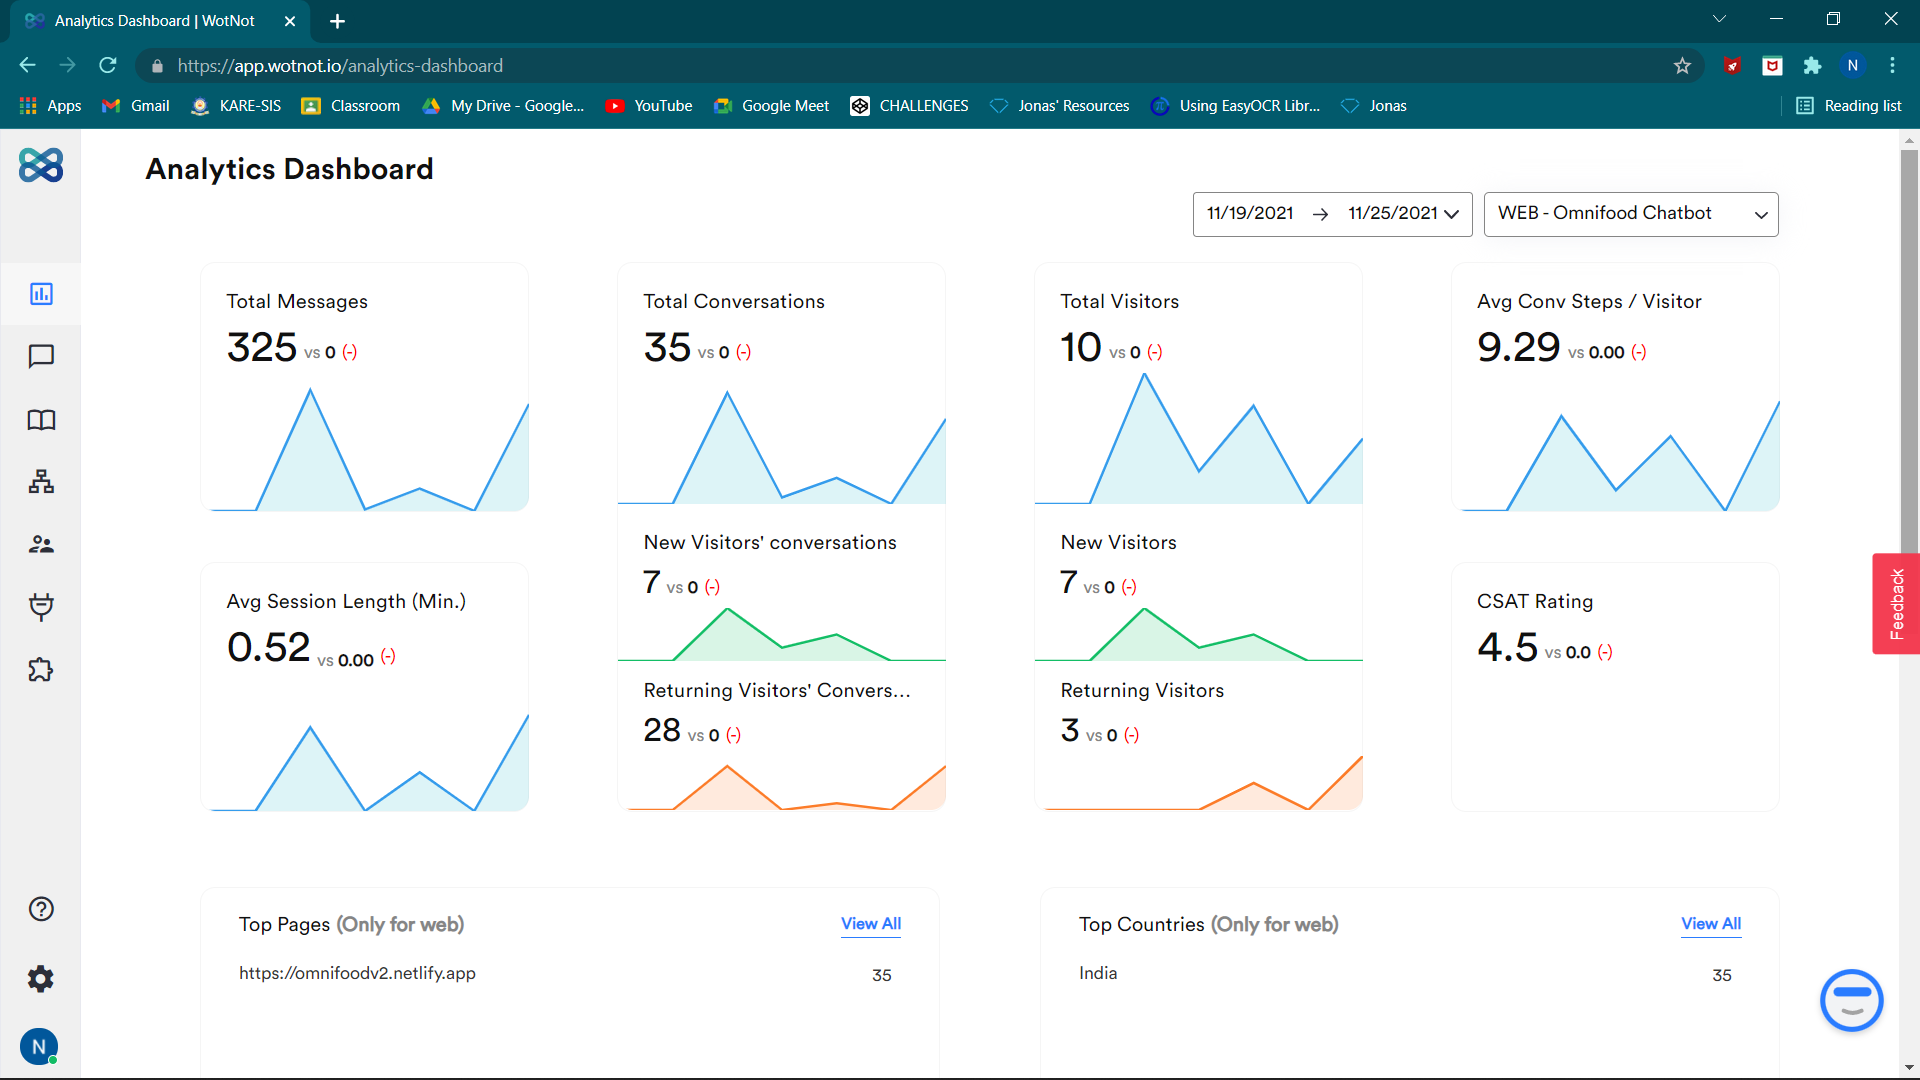 Analytics Dashboard | WotNot
https://app.wotnot.io/analytics-dashboard
N
Apps Gmail KARE-SIS Classroom My Drive - Google... YouTube Google Meet CHALLENGES Jonas' Resources Using EasyOCR Libr... Jonas Reading list
Analytics Dashboard
11/19/2021 → 11/25/2021
WEB - Omnifood Chatbot
Total Messages
325 vs 0 (-)
Total Conversations
35 vs 0 (-)
Total Visitors
10 vs 0 (-)
Avg Conv Steps / Visitor
9.29 vs 0.00 (-)
New Visitors' conversations
7 vs 0 (-)
New Visitors
7 vs 0 (-)
Avg Session Length (Min.)
0.52 vs 0.00 (-)
CSAT Rating
4.5 vs 0.0 (-)
Feedback
Returning Visitors' Convers...
28 vs 0 (-)
Returning Visitors
3 vs 0 (-)
Top Pages (Only for web) View All
https://omnifoodv2.netlify.app 35
Top Countries (Only for web) View All
India 35
N